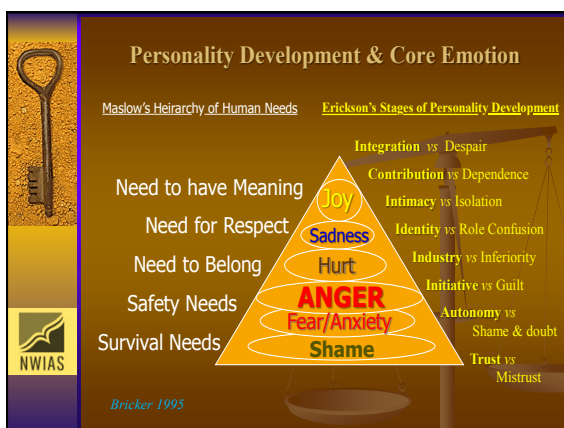 Personality Development & Core Emotion
Maslow's Heirarchy of Human Needs
Need to have Meaning
Need for Respect
Need to Belong
Safety Needs
Survival Needs
Joy
Sadness
Hurt
ANGER
Fear/Anxiety
Shame
Erickson's Stages of Personality Development
Integration vs Despair
Contribution vs Dependence
Intimacy vs Isolation
Identity vs Role Confusion
Industry vs Inferiority
Initiative vs Guilt
Autonomy vs
Shame & doubt
Trust vs
Mistrust
NWIAS
Bricker 1995